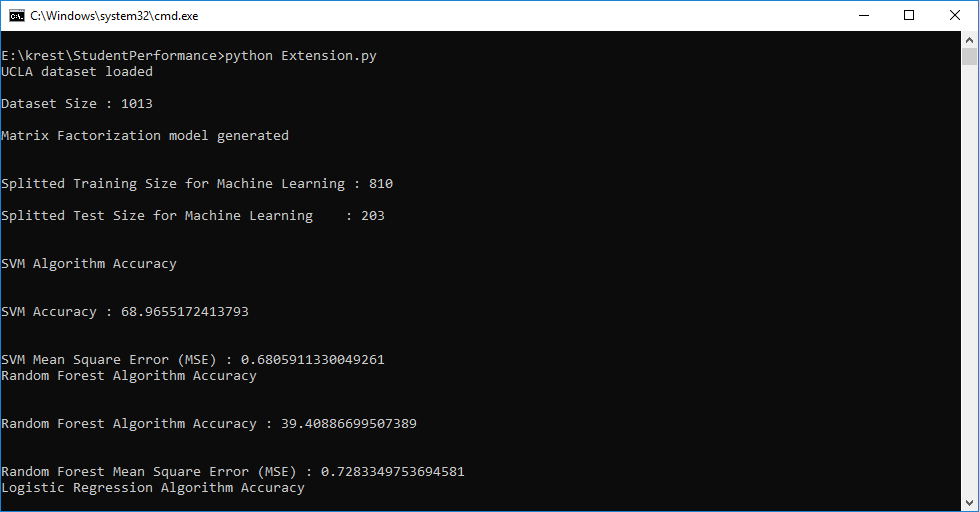 C:\Windows\system32\cmd.exe
E:\krest\StudentPerformance>python Extension.py
UCLA dataset loaded
Dataset Size : 1013
Matrix Factorization model generated
Splitted Training Size for Machine Learning : 810
Splitted Test Size for Machine Learning    : 203
SVM Algorithm Accuracy
SVM Accuracy : 68.9655172413793
SVM Mean Square Error (MSE) : 0.6805911330049261
Random Forest Algorithm Accuracy
Random Forest Algorithm Accuracy : 39.40886699507389
Random Forest Mean Square Error (MSE) : 0.7283349753694581
Logistic Regression Algorithm Accuracy